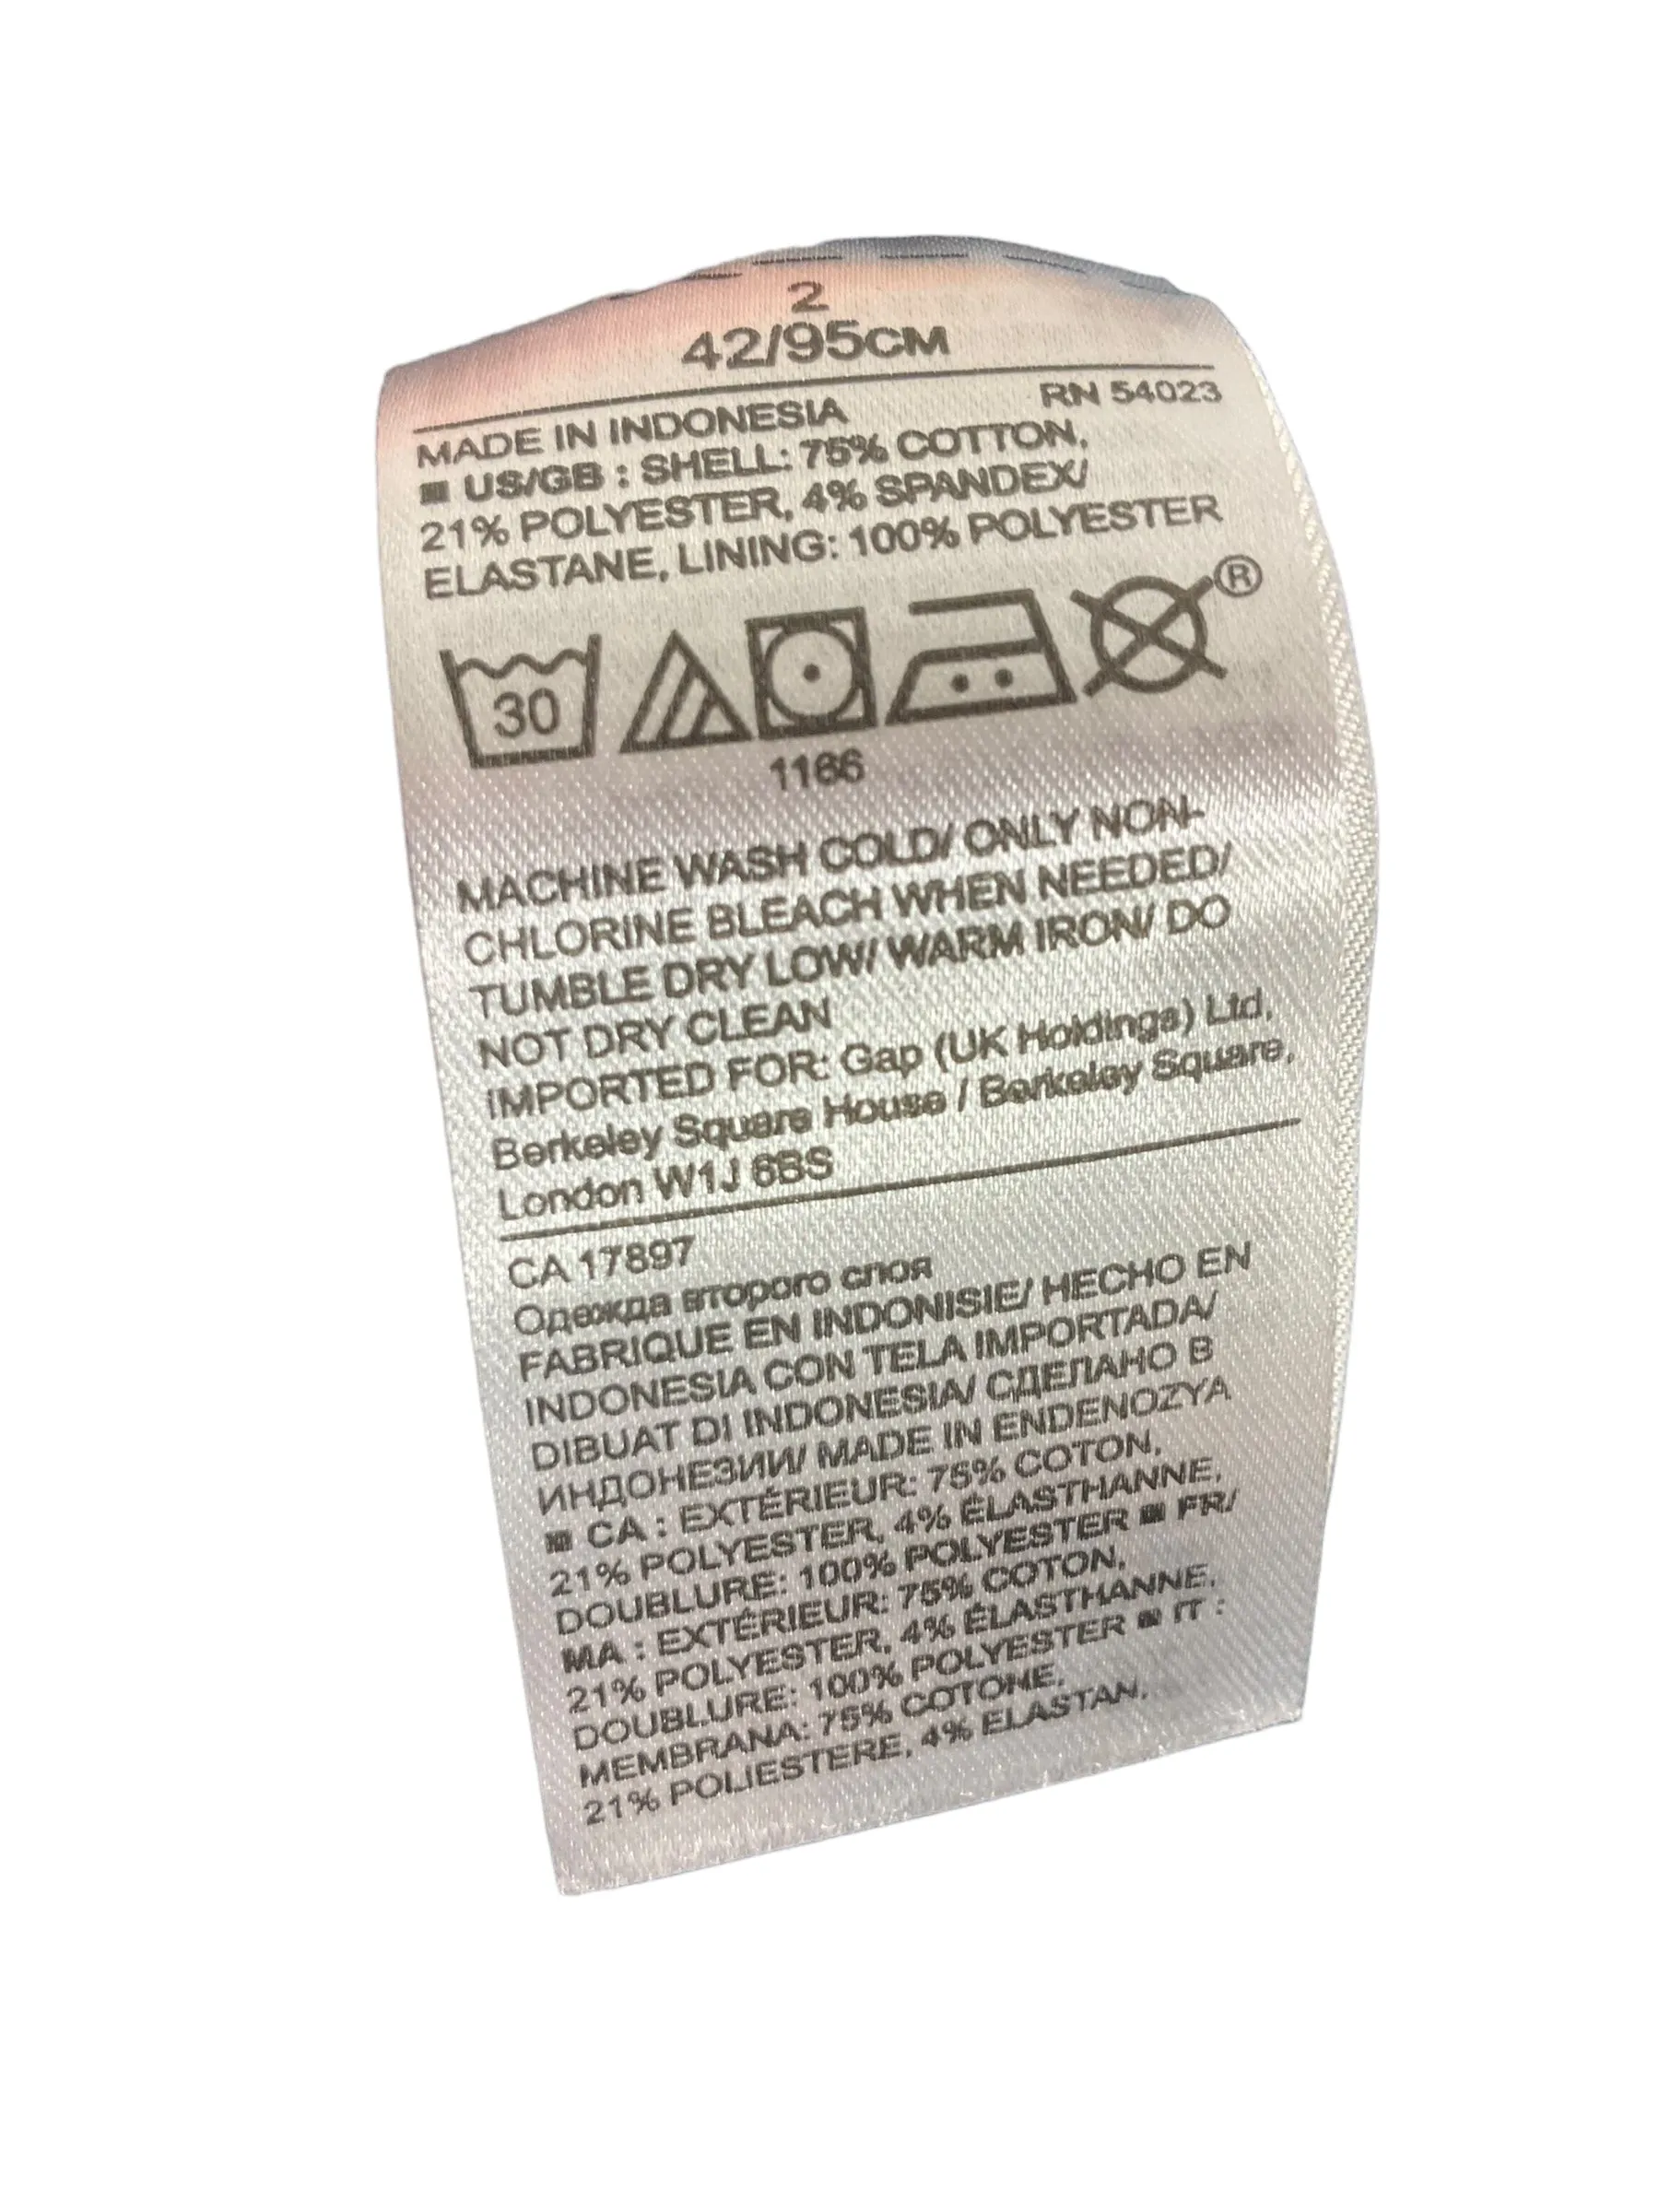 2
42/95CM
RN 54023
MADE IN INDONESIA
■ US/GB : SHELL: 75% COTTON,
21% POLYESTER, 4% SPANDEX/
ELASTANE, LINING: 100% POLYESTER
30
®
1166
MACHINE WASH COLD/ ONLY NON-
CHLORINE BLEACH WHEN NEEDED/
TUMBLE DRY LOW/ WARM IRON/ DO
NOT DRY CLEAN
IMPORTED FOR: Gap (UK Holdings) Ltd,
Berkeley Square House / Berkeley Square,
London W1J 6BS
CA 17897
Одежда второго слоя
FABRIQUE EN INDONISIE/ HECHO EN
INDONESIA CON TELA IMPORTADA/
DIBUAT DI INDONESIA/ СДЕЛАНО В
ИНДОНЕЗИИ/ MADE IN ENDENOZYA
■ CA : EXTÉRIEUR: 75% COTON,
21% POLYESTER, 4% ÉLASTHANNE,
DOUBLURE: 100% POLYESTER ■ FR/
MA : EXTÉRIEUR: 75% COTON,
21% POLYESTER, 4% ÉLASTHANNE,
DOUBLURE: 100% POLYESTER ■ IT :
MEMBRANA: 75% COTONE,
21% POLIESTERE, 4% ELASTAN,